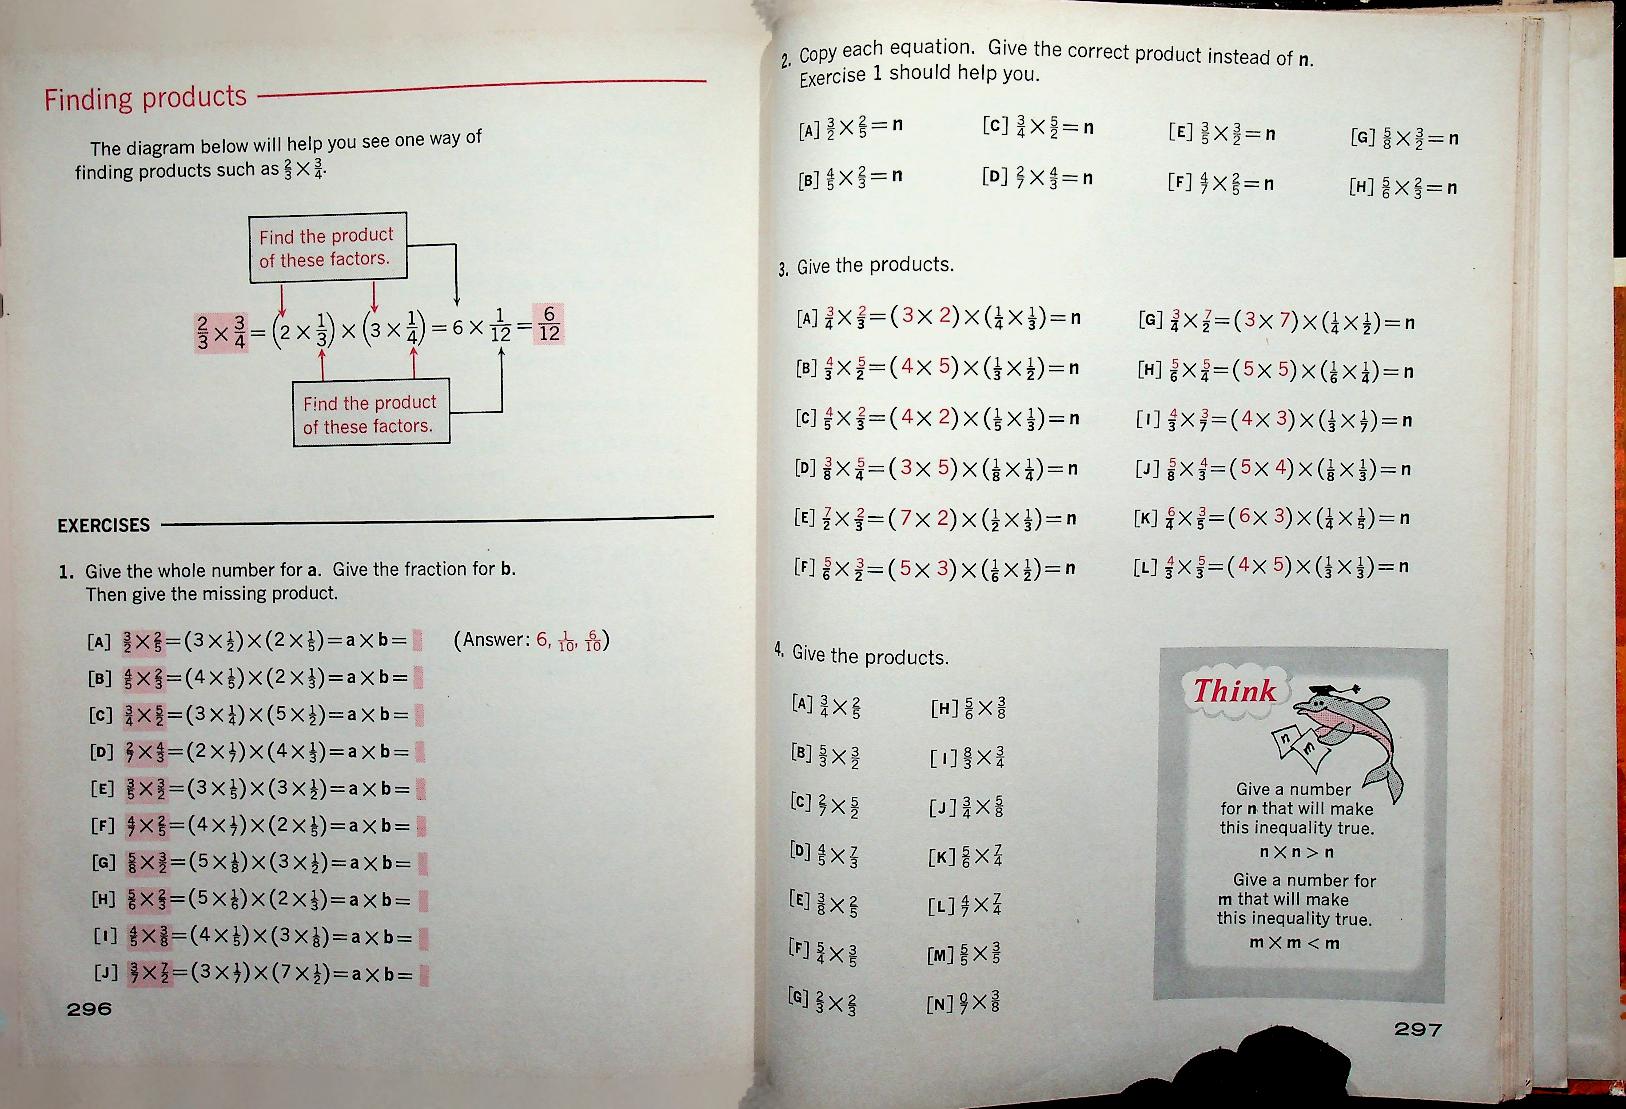 Finding products
The diagram below will help you see one way of
finding products such as 2/3 × 3/4.
Find the product
of these factors.
2/3 × 3/4 = (2 × 1/3) × (3 × 1/4) = 6 × 1/12 = 6/12
Find the product
of these factors.
EXERCISES
1. Give the whole number for a. Give the fraction for b.
Then give the missing product.
[A] 3/2 × 2/5 = (3 × 1/2) × (2 × 1/5) = a × b = (Answer: 6, 1/10, 6/10)
[B] 4/5 × 2/3 = (4 × 1/5) × (2 × 1/3) = a × b =
[C] 3/4 × 5/2 = (3 × 1/4) × (5 × 1/2) = a × b =
[D] 2/7 × 4/3 = (2 × 1/7) × (4 × 1/3) = a × b =
[E] 3/5 × 3/2 = (3 × 1/5) × (3 × 1/2) = a × b =
[F] 4/7 × 2/5 = (4 × 1/7) × (2 × 1/5) = a × b =
[G] 5/8 × 3/2 = (5 × 1/8) × (3 × 1/2) = a × b =
[H] 5/6 × 2/3 = (5 × 1/6) × (2 × 1/3) = a × b =
[I] 4/5 × 3/8 = (4 × 1/5) × (3 × 1/8) = a × b =
[J] 3/7 × 7/2 = (3 × 1/7) × (7 × 1/2) = a × b =
296
2. Copy each equation. Give the correct product instead of n.
Exercise 1 should help you.
[A] 3/2 × 2/5 = n [C] 3/4 × 5/2 = n [E] 3/5 × 3/2 = n [G] 5/8 × 3/2 = n
[B] 4/5 × 2/3 = n [D] 2/7 × 4/3 = n [F] 4/7 × 2/5 = n [H] 5/6 × 2/3 = n
3. Give the products.
[A] 3/4 × 2/3 = (3 × 2) × (1/4 × 1/3) = n [G] 3/4 × 7/2 = (3 × 7) × (1/4 × 1/2) = n
[B] 4/3 × 5/2 = (4 × 5) × (1/3 × 1/2) = n [H] 5/6 × 5/4 = (5 × 5) × (1/6 × 1/4) = n
[C] 4/5 × 2/3 = (4 × 2) × (1/5 × 1/3) = n [I] 4/3 × 3/7 = (4 × 3) × (1/3 × 1/7) = n
[D] 3/8 × 5/4 = (3 × 5) × (1/8 × 1/4) = n [J] 5/8 × 4/3 = (5 × 4) × (1/8 × 1/3) = n
[E] 7/2 × 2/3 = (7 × 2) × (1/2 × 1/3) = n [K] 6/4 × 3/5 = (6 × 3) × (1/4 × 1/5) = n
[F] 5/6 × 3/2 = (5 × 3) × (1/6 × 1/2) = n [L] 4/3 × 5/3 = (4 × 5) × (1/3 × 1/3) = n
4. Give the products.
[A] 3/4 × 2/5 [H] 5/6 × 3/8
[B] 5/3 × 3/2 [I] 8/3 × 3/4
[C] 2/7 × 5/2 [J] 3/4 × 5/8
[D] 4/5 × 7/3 [K] 5/6 × 7/4
[E] 3/8 × 2/5 [L] 4/7 × 7/4
[F] 5/4 × 3/5 [M] 5/5 × 3/5
[G] 2/3 × 2/3 [N] 0/7 × 3/8
Think
n
m
Give a number
for n that will make
this inequality true.
n × n > n
Give a number for
m that will make
this inequality true.
m × m < m
297